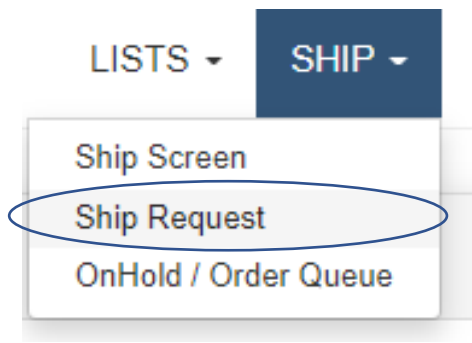 LISTS SHIP
Ship Screen
Ship Request
OnHold / Order Queue